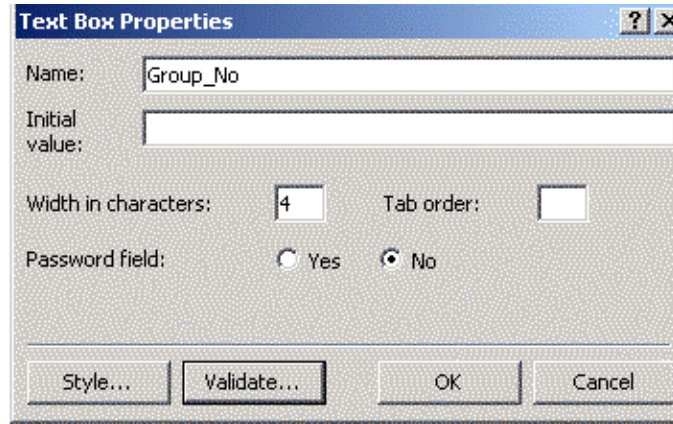 Text Box Properties
Name: Group_No
Initial
value:
Width in characters: 4 Tab order:
Password field: Yes No
Style... Validate... OK Cancel